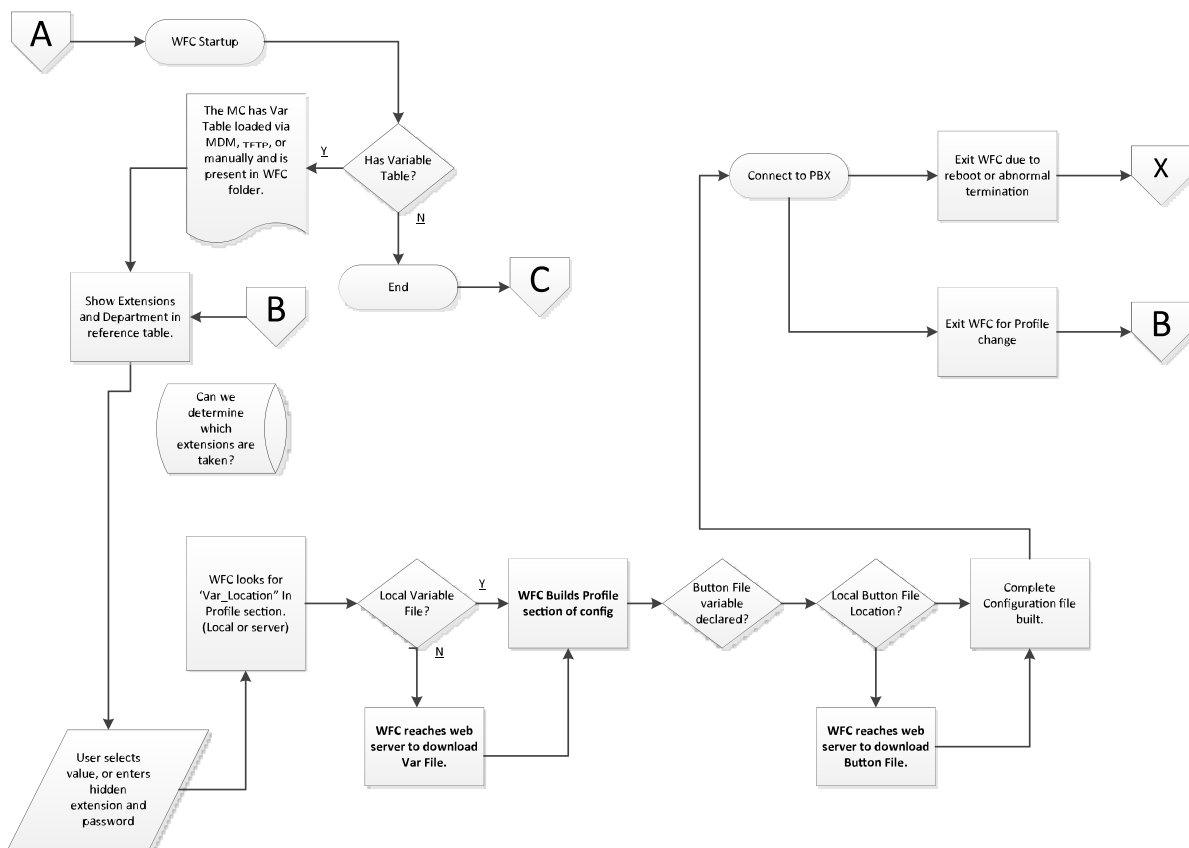 A
WFC Startup
The MC has Var
Table loaded via
MDM, TFTP, or
manually and is
present in WFC
folder.
Y
Has Variable
Table?
N
End
C
Show Extensions
and Department in
reference table.
B
Can we
determine
which
extensions are
taken?
Connect to PBX
Exit WFC due to
reboot or abnormal
termination
X
Exit WFC for Profile
change
B
WFC looks for
‘Var_Location” In
Profile section.
(Local or server)
Local Variable
File?
Y
N
WFC Builds Profile
section of config
Button File
variable
declared?
Local Button File
Location?
Complete
Configuration file
built.
WFC reaches web
server to download
Var File.
WFC reaches web
server to download
Button File.
User selects
value, or enters
hidden
extension and
password